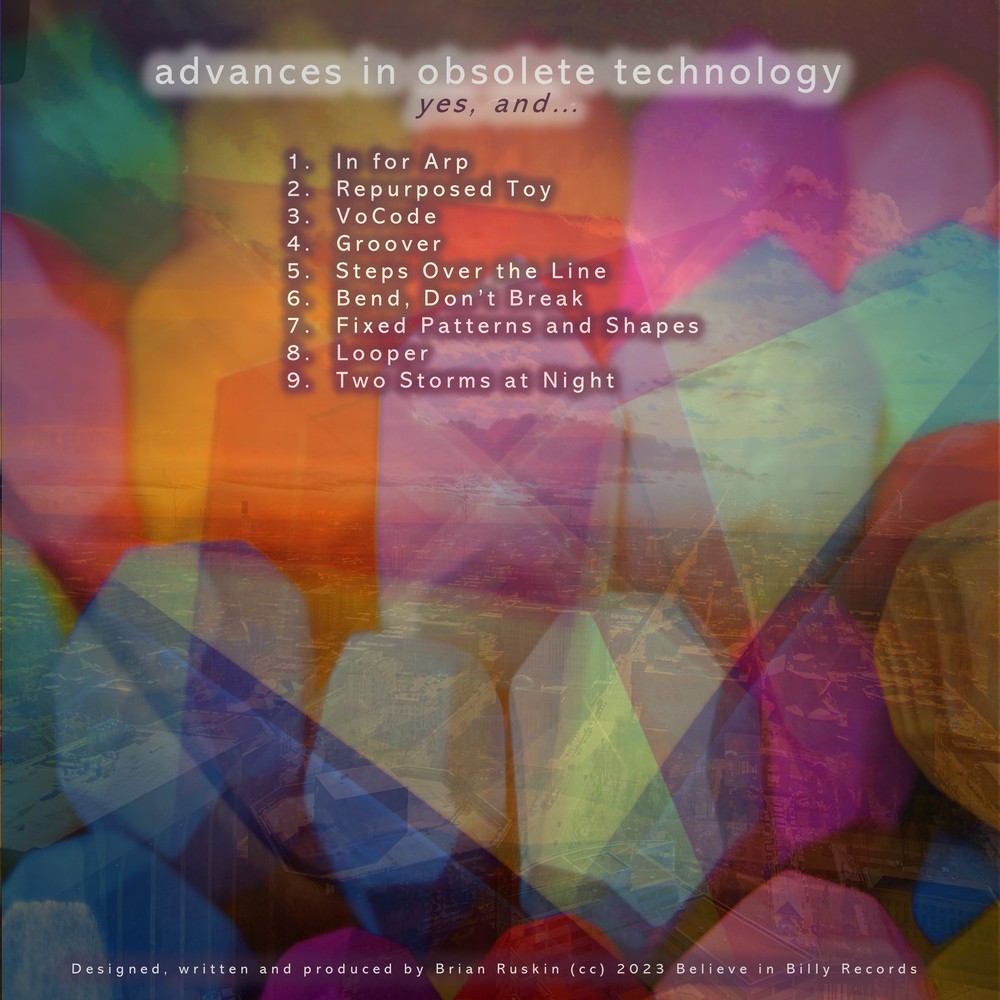 advances in obsolete technology
yes, and...
1. In for Arp
2. Repurposed Toy
3. VoCode
4. Groover
5. Steps Over the Line
6. Bend, Don't Break
7. Fixed Patterns and Shapes
8. Looper
9. Two Storms at Night
Designed, written and produced by Brian Ruskin (cc) 2023 Believe in Billy Records